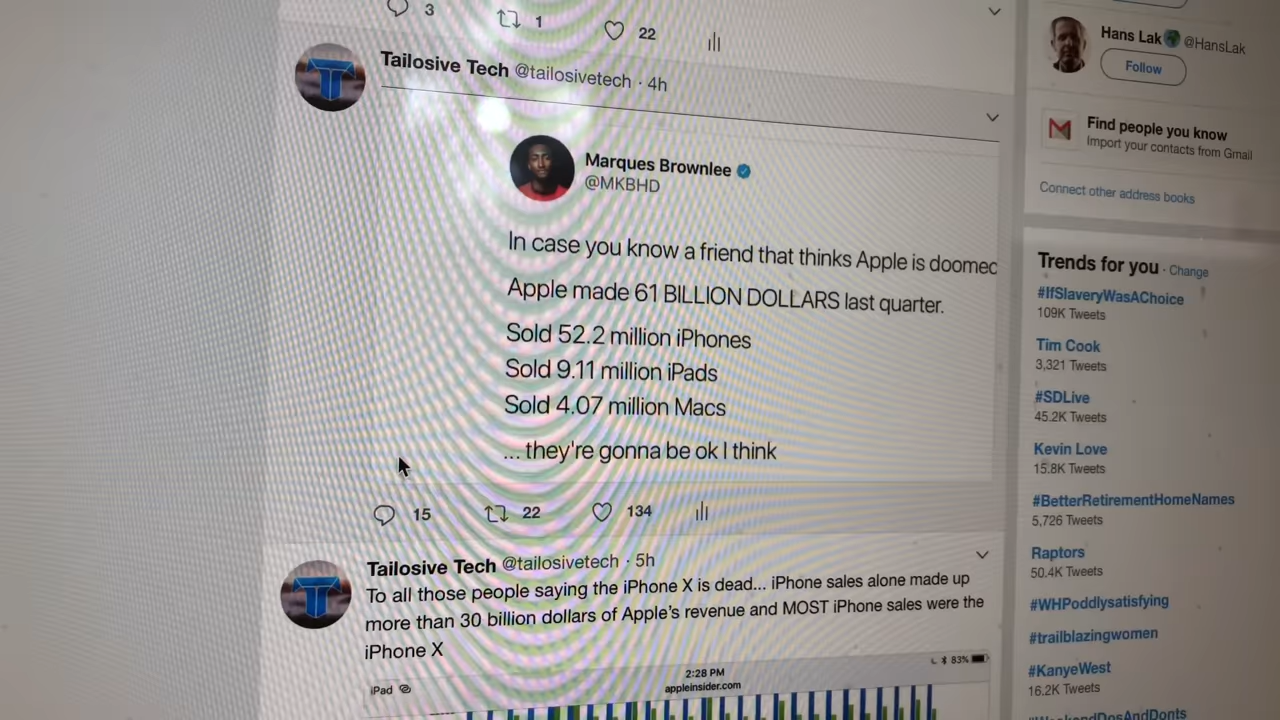 3 1 22
Tailosive Tech @tailosivetech · 4h
Marques Brownlee
@MKBHD
In case you know a friend that thinks Apple is doomed
Apple made 61 BILLION DOLLARS last quarter.
Sold 52.2 million iPhones
Sold 9.11 million iPads
Sold 4.07 million Macs
... they're gonna be ok I think
15 22 134
Tailosive Tech @tailosivetech · 5h
To all those people saying the iPhone X is dead... iPhone sales alone made up
more than 30 billion dollars of Apple's revenue and MOST iPhone sales were the
iPhone X
iPad 2:28 PM 83%
appleinsider.com
Hans Lak @HansLak
Follow
Find people you know
Import your contacts from Gmail
Connect other address books
Trends for you · Change
#IfSlaveryWasAChoice
109K Tweets
Tim Cook
3,321 Tweets
#SDLive
45.2K Tweets
Kevin Love
15.8K Tweets
#BetterRetirementHomeNames
5,726 Tweets
Raptors
50.4K Tweets
#WHPoddlysatisfying
#trailblazingwomen
#KanyeWest
16.2K Tweets
#WeekendDosAndDonts